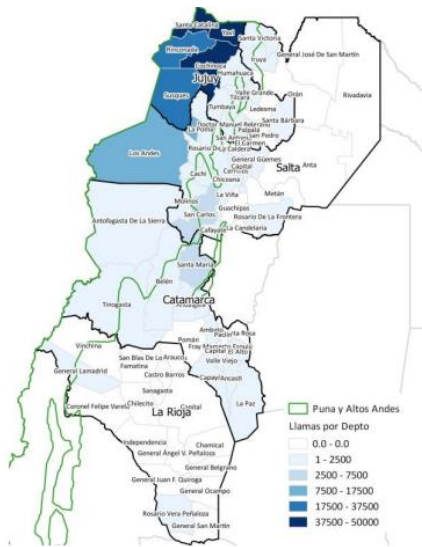 Santa Catalina
Yavi
Santa Victoria
Rinconada
Iruya
General José De San Martín
Cochinoca
Humahuaca
Jujuy
Susques
Valle Grande
Orán
Rivadavia
Tilcara
Tumbaya
Ledesma
Santa Bárbara
Doctor Manuel Belgrano
La Poma
Palpala
San Pedro
San Antonio
El Carmen
Rosario De
La Caldera
Los Andes
General Güemes
Capital
Anta
Cerrillos
Salta
Cachi
Chicoana
Metán
Molinos
La Viña
Antofagasta De La Sierra
San Carlos
Guachipas
Rosario De La Frontera
Cafayate
La Candelaria
Santa María
Belén
Tinogasta
Catamarca
Andalgalá
Ambato
Santa Rosa
Vinchina
Pomán
Paclín
Fray Mamerto Esquiú
San Blas De Los
Arauco
Capital
El Alto
General Lamadrid
Famatina
Valle Viejo
Castro Barros
Capayán
Ancasti
Sanagasta
La Paz
Coronel Felipe Varela
Chilecito
Capital
La Rioja
Independencia
Chamical
General Ángel V. Peñaloza
General Belgrano
General Juan F. Quiroga
General Ocampo
Rosario Vera Peñaloza
General San Martín
Puna y Altos Andes
Llamas por Depto
0.0 - 0.0
1 - 2500
2500 - 7500
7500 - 17500
17500 - 37500
37500 - 50000